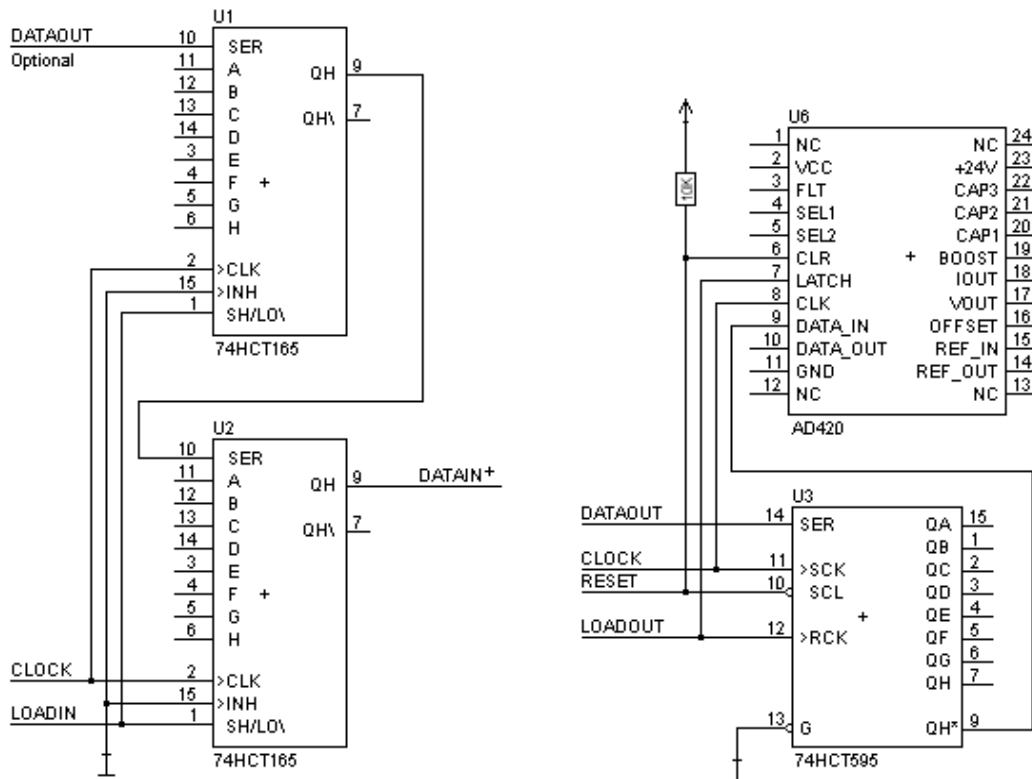 U1
DATAOUT 10 SER
Optional 11 A
12 B
13 C
14 D
3 E
4 F +
5 G
6 H
QH 9
QH\ 7
2 >CLK
15 >INH
1 SH/LO\
74HCT165
U2
10 SER
11 A
12 B
13 C
14 D
3 E
4 F +
5 G
6 H
QH 9 DATAIN+
QH\ 7
CLOCK 2 >CLK
15 >INH
LOADIN 1 SH/LO\
74HCT165
10K
U6
1 NC NC 24
2 VCC +24V 23
3 FLT CAP3 22
4 SEL1 CAP2 21
5 SEL2 CAP1 20
6 CLR + BOOST 19
7 LATCH IOUT 18
8 CLK VOUT 17
9 DATA_IN OFFSET 16
10 DATA_OUT REF_IN 15
11 GND REF_OUT 14
12 NC NC 13
AD420
U3
DATAOUT 14 SER QA 15
QB 1
CLOCK 11 >SCK QC 2
RESET 10 SCL QD 3
QE 4
LOADOUT 12 >RCK + QF 5
QG 6
QH 7
13 G QH* 9
74HCT595